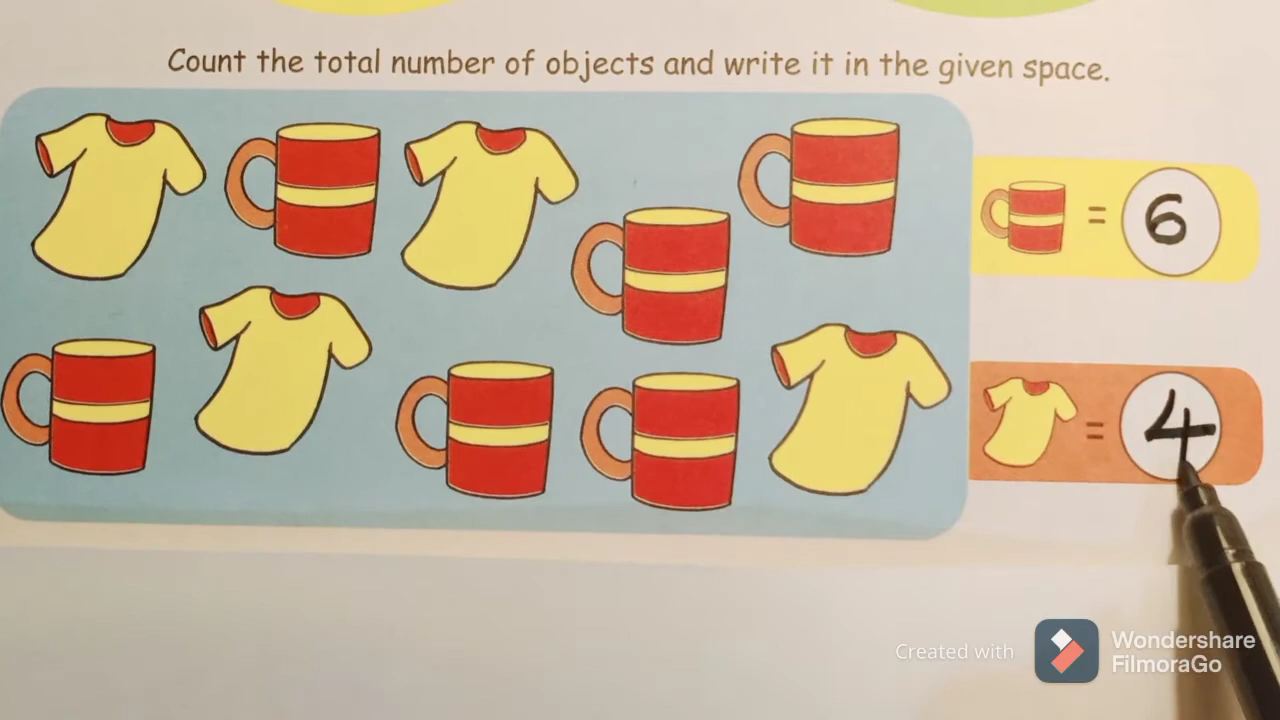 Count the total number of objects and write it in the given space.
= 6
= 4
Created with
Wondershare
FilmoraGo